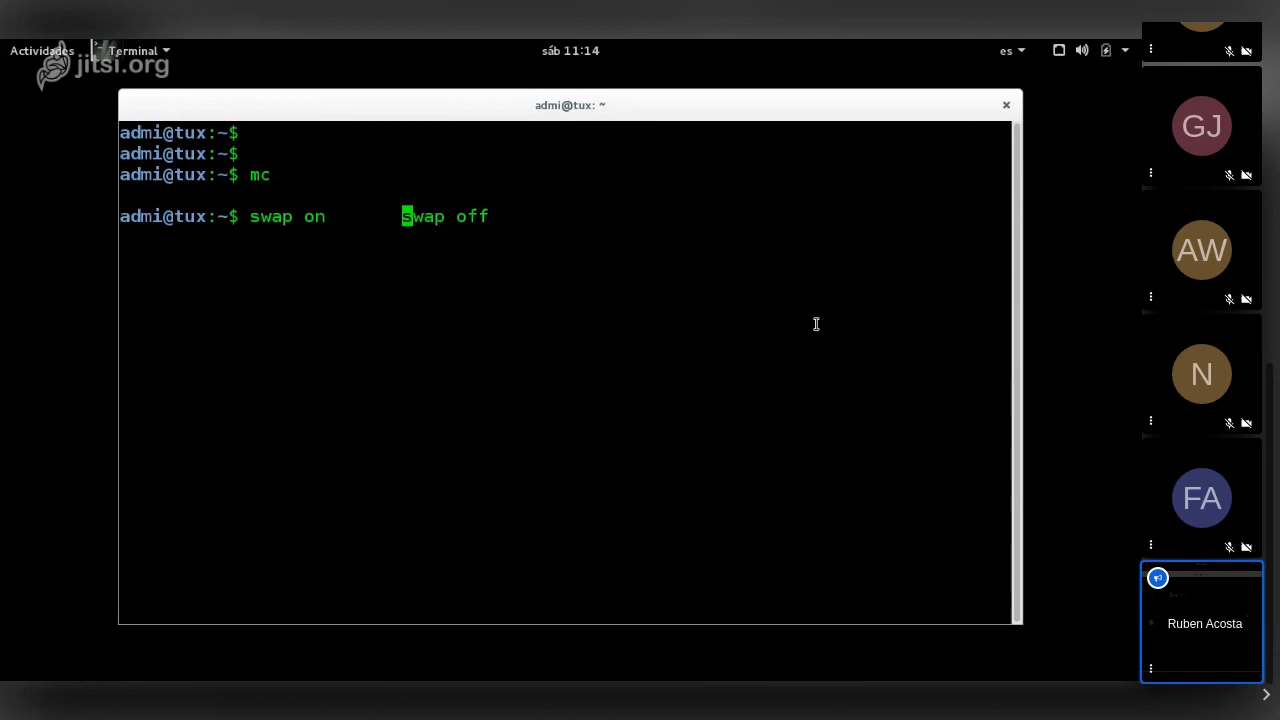 Actividades Terminal sáb 11:14 es
jitsi.org
admi@tux: ~
admi@tux:~$
admi@tux:~$
admi@tux:~$ mc
admi@tux:~$ swap on       swap off
GJ
AW
N
FA
Ruben Acosta